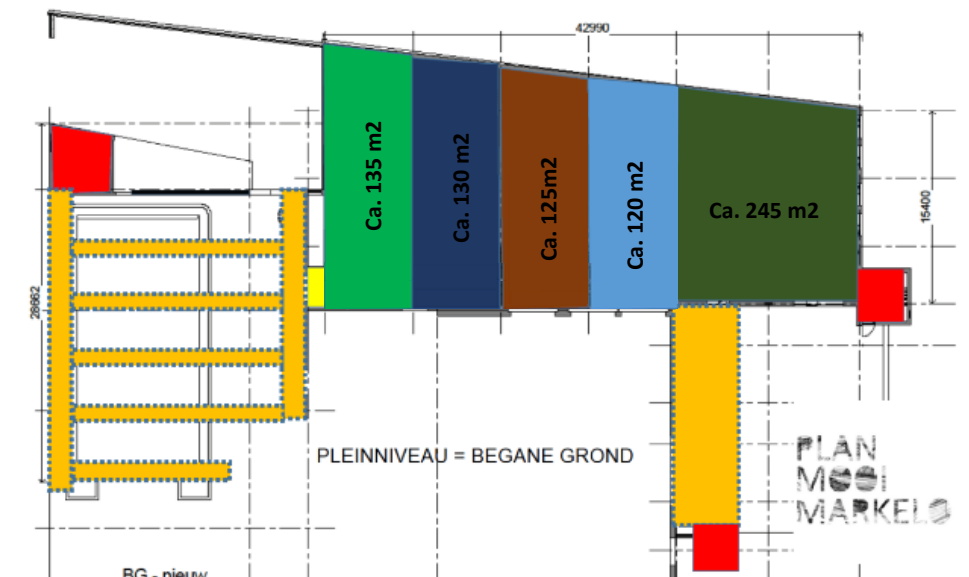 42990
Ca. 135 m2
Ca. 130 m2
Ca. 125m2
Ca. 120 m2
Ca. 245 m2
15400
28662
PLEINNIVEAU = BEGANE GROND
PLAN
MOOI
MARKELO
BG - nieuw